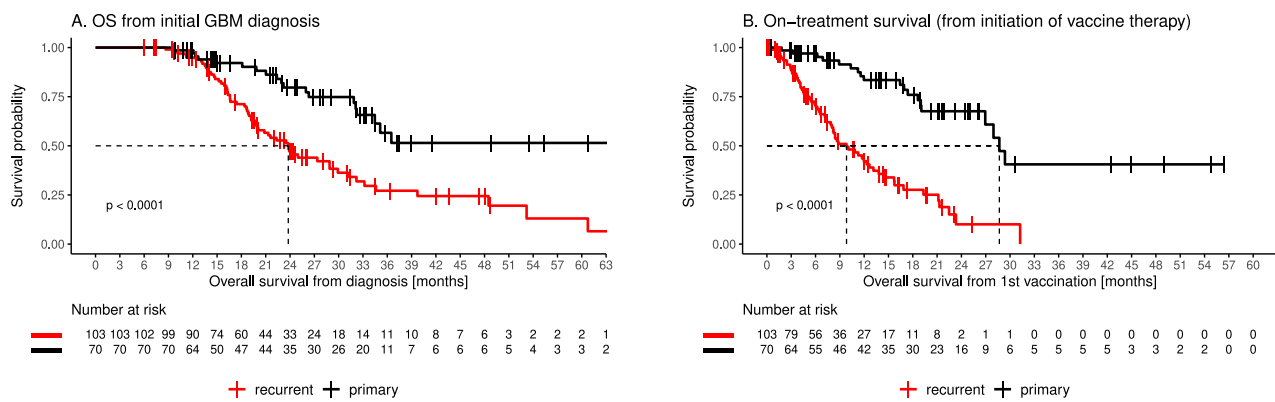 A. OS from initial GBM diagnosis
Survival probability
1.00
0.75
0.50
0.25
0.00
p < 0.0001
0 3 6 9 12 15 18 21 24 27 30 33 36 39 42 45 48 51 54 57 60 63
Overall survival from diagnosis [months]
Number at risk
103 103 102 99 90 74 60 44 33 24 18 14 11 10 8 7 6 3 2 2 2 1
70 70 70 70 64 50 47 44 35 30 26 20 11 7 6 6 6 5 4 3 3 2
recurrent primary
B. On-treatment survival (from initiation of vaccine therapy)
Survival probability
1.00
0.75
0.50
0.25
0.00
p < 0.0001
0 3 6 9 12 15 18 21 24 27 30 33 36 39 42 45 48 51 54 57 60
Overall survival from 1st vaccination [months]
Number at risk
103 79 56 36 27 17 11 8 2 1 1 0 0 0 0 0 0 0 0 0 0
70 64 55 46 42 35 30 23 16 9 6 5 5 5 5 3 3 2 2 0 0
recurrent primary